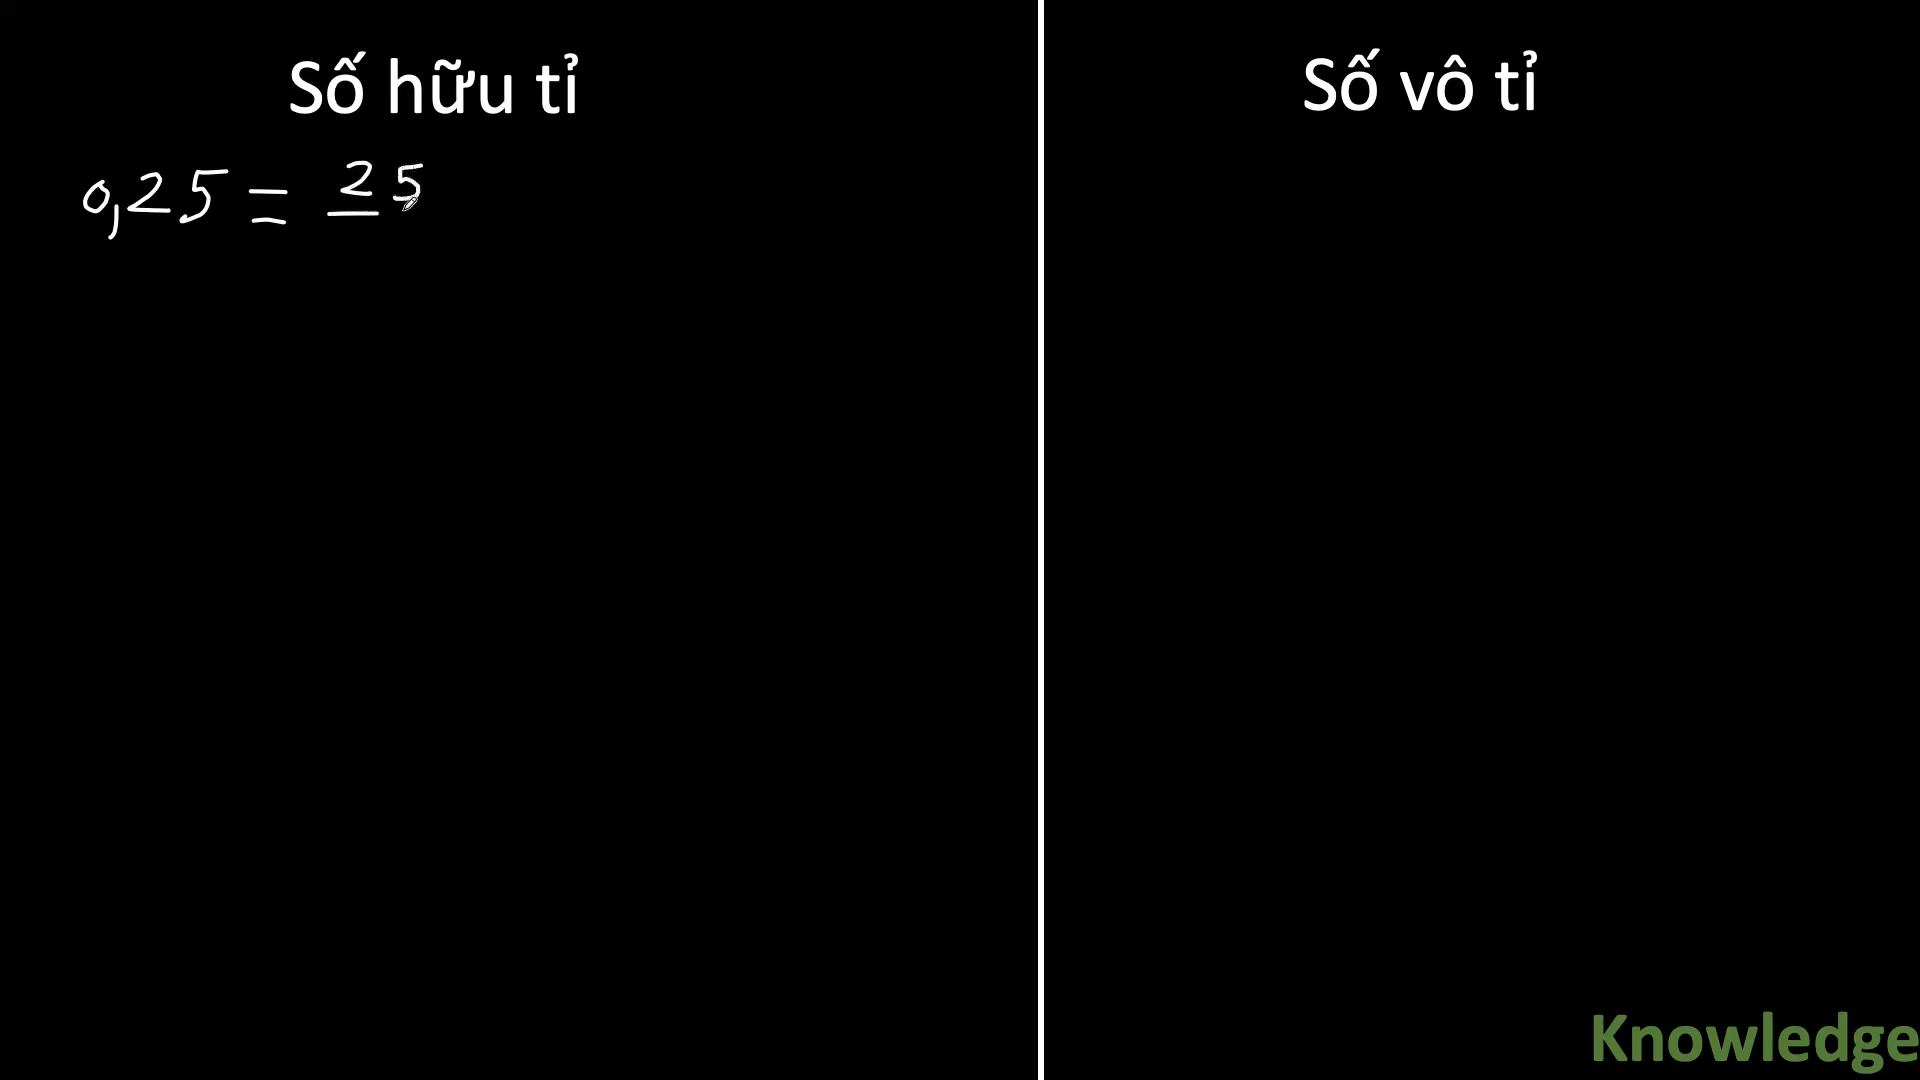 Số hữu tỉ
0,25 = 25
Số vô tỉ
Knowledge